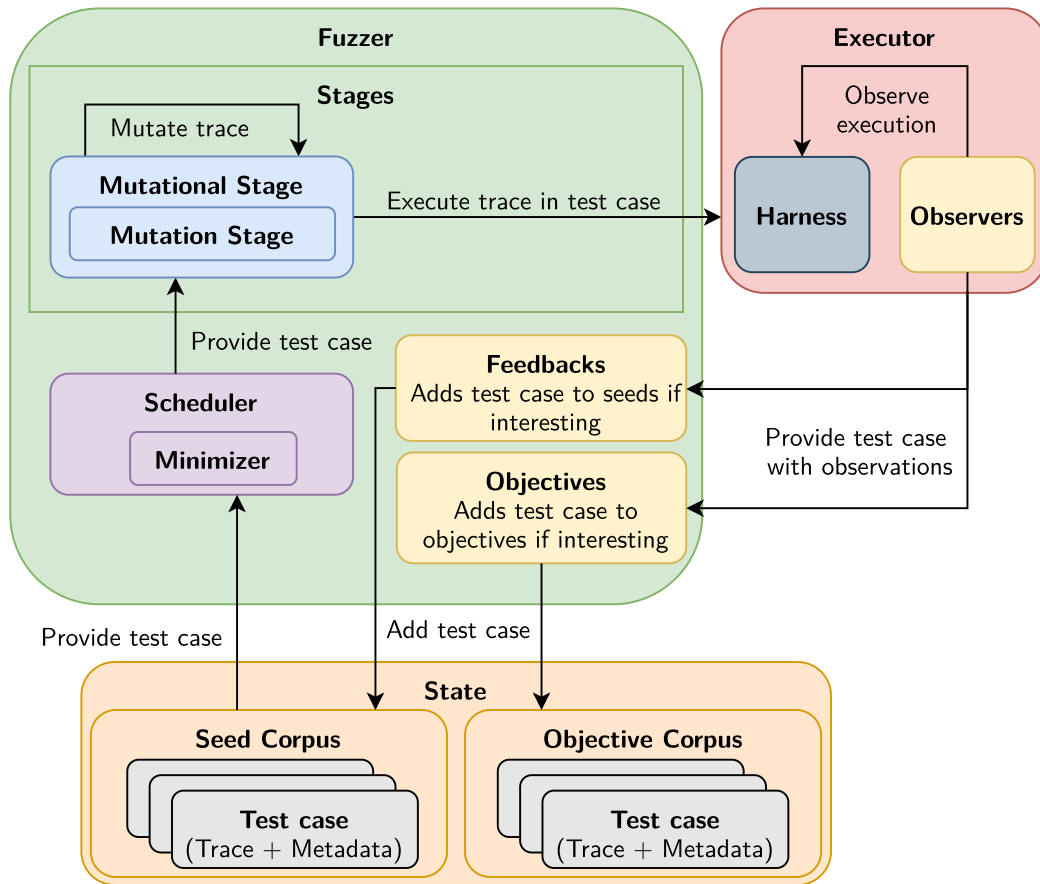 Fuzzer
Executor
Stages
Mutate trace
Observe
execution
Mutational Stage
Mutation Stage
Execute trace in test case
Harness
Observers
Provide test case
Feedbacks
Adds test case to seeds if
interesting
Scheduler
Minimizer
Provide test case
with observations
Objectives
Adds test case to
objectives if interesting
Provide test case
Add test case
State
Seed Corpus
Test case
(Trace + Metadata)
Objective Corpus
Test case
(Trace + Metadata)